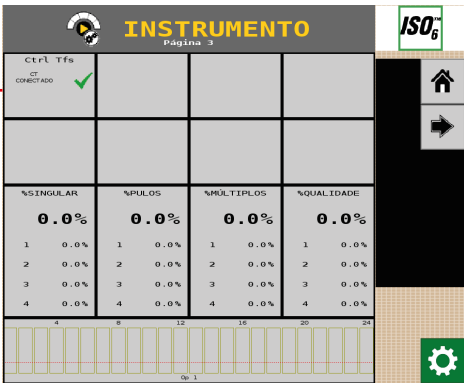 INSTRUMENTO
Página 3
ISO™6
Ctrl Tfs
CT
CONECTADO
%SINGULAR %PULOS %MÚLTIPLOS %QUALIDADE
0.0% 0.0% 0.0% 0.0%
1 0.0% 1 0.0% 1 0.0% 1 0.0%
2 0.0% 2 0.0% 2 0.0% 2 0.0%
3 0.0% 3 0.0% 3 0.0% 3 0.0%
4 0.0% 4 0.0% 4 0.0% 4 0.0%
4 8 12 16 20 24
Op 1